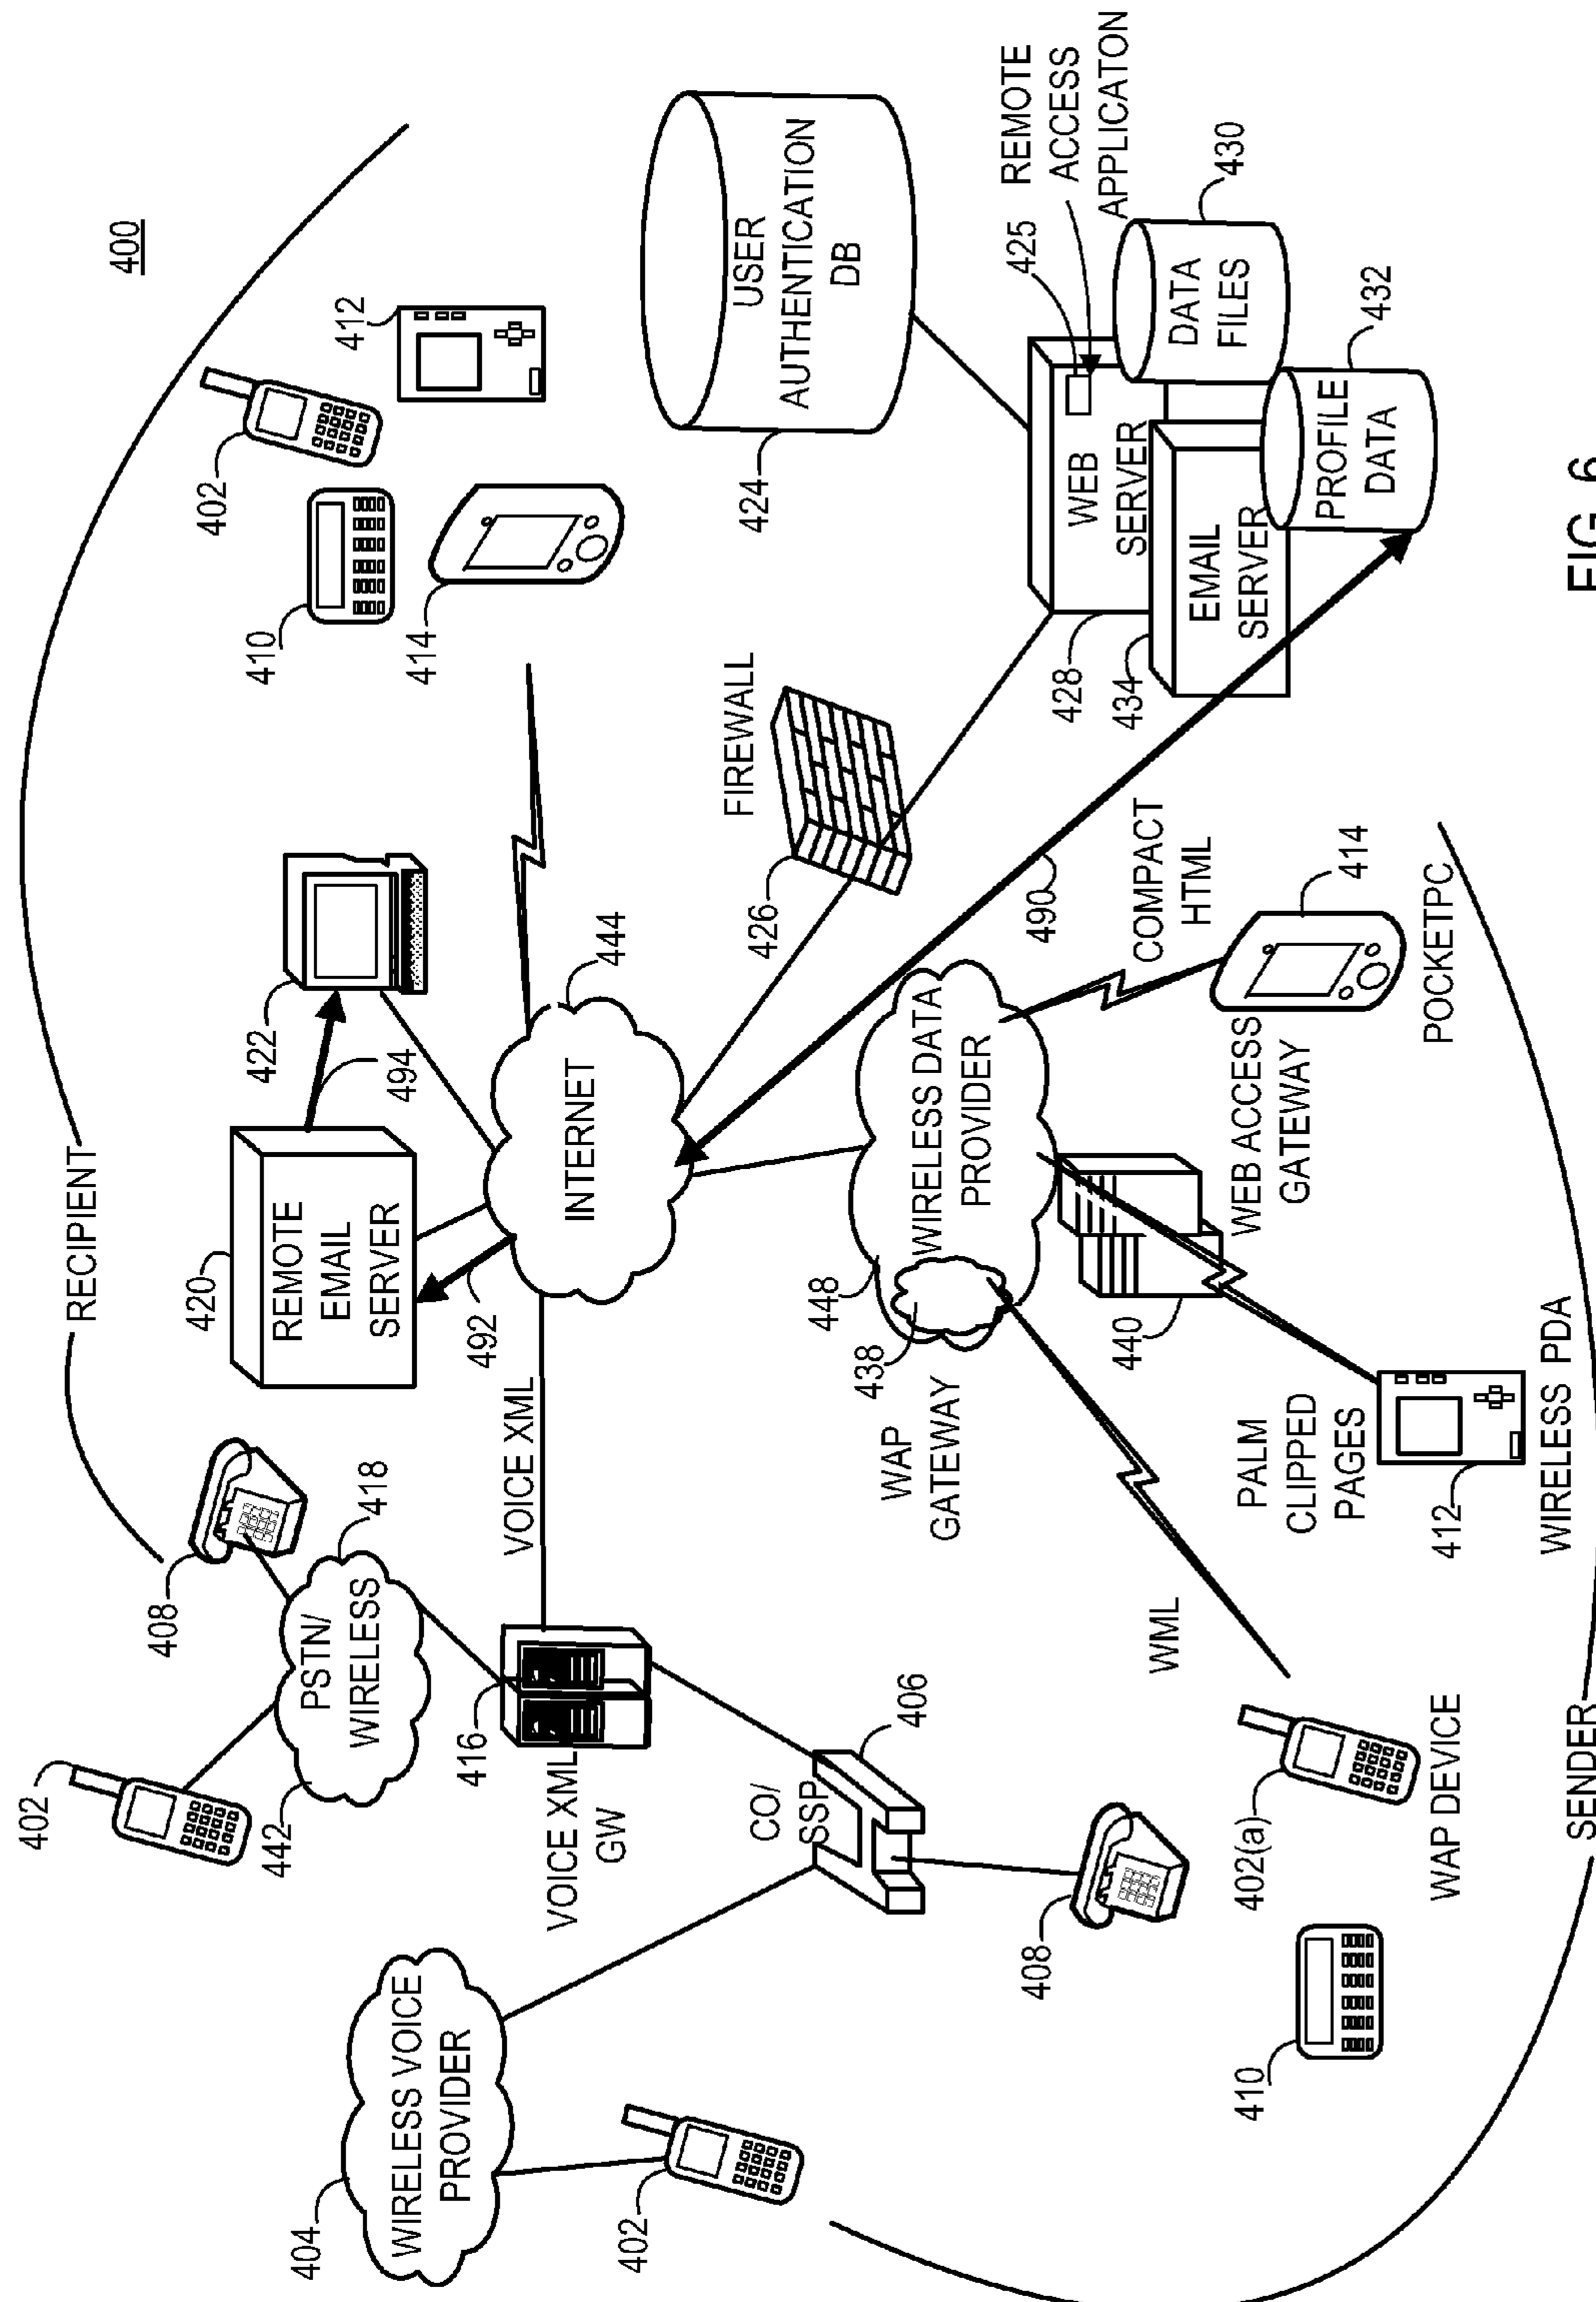 400
RECIPIENT
402
408
PSTN/
WIRELESS
418
442
420
REMOTE
EMAIL
SERVER
492
494
422
410
402
412
414
404
WIRELESS VOICE
PROVIDER
402
416
VOICE XML
GW
VOICE XML
INTERNET
444
CO/
SSP
406
408
FIREWALL
426
424
USER
AUTHENTICATION
DB
REMOTE
ACCESS
APPLICATON
425
WEB
SERVER
428
434
EMAIL
SERVER
DATA
FILES
430
PROFILE
DATA
432
490
WIRELESS DATA
PROVIDER
448
438
WAP
GATEWAY
440
WEB ACCESS
GATEWAY
COMPACT
HTML
414
POCKETPC
WML
PALM
CLIPPED
PAGES
412
WIRELESS PDA
402(a)
WAP DEVICE
410
SENDER
FIG. 6